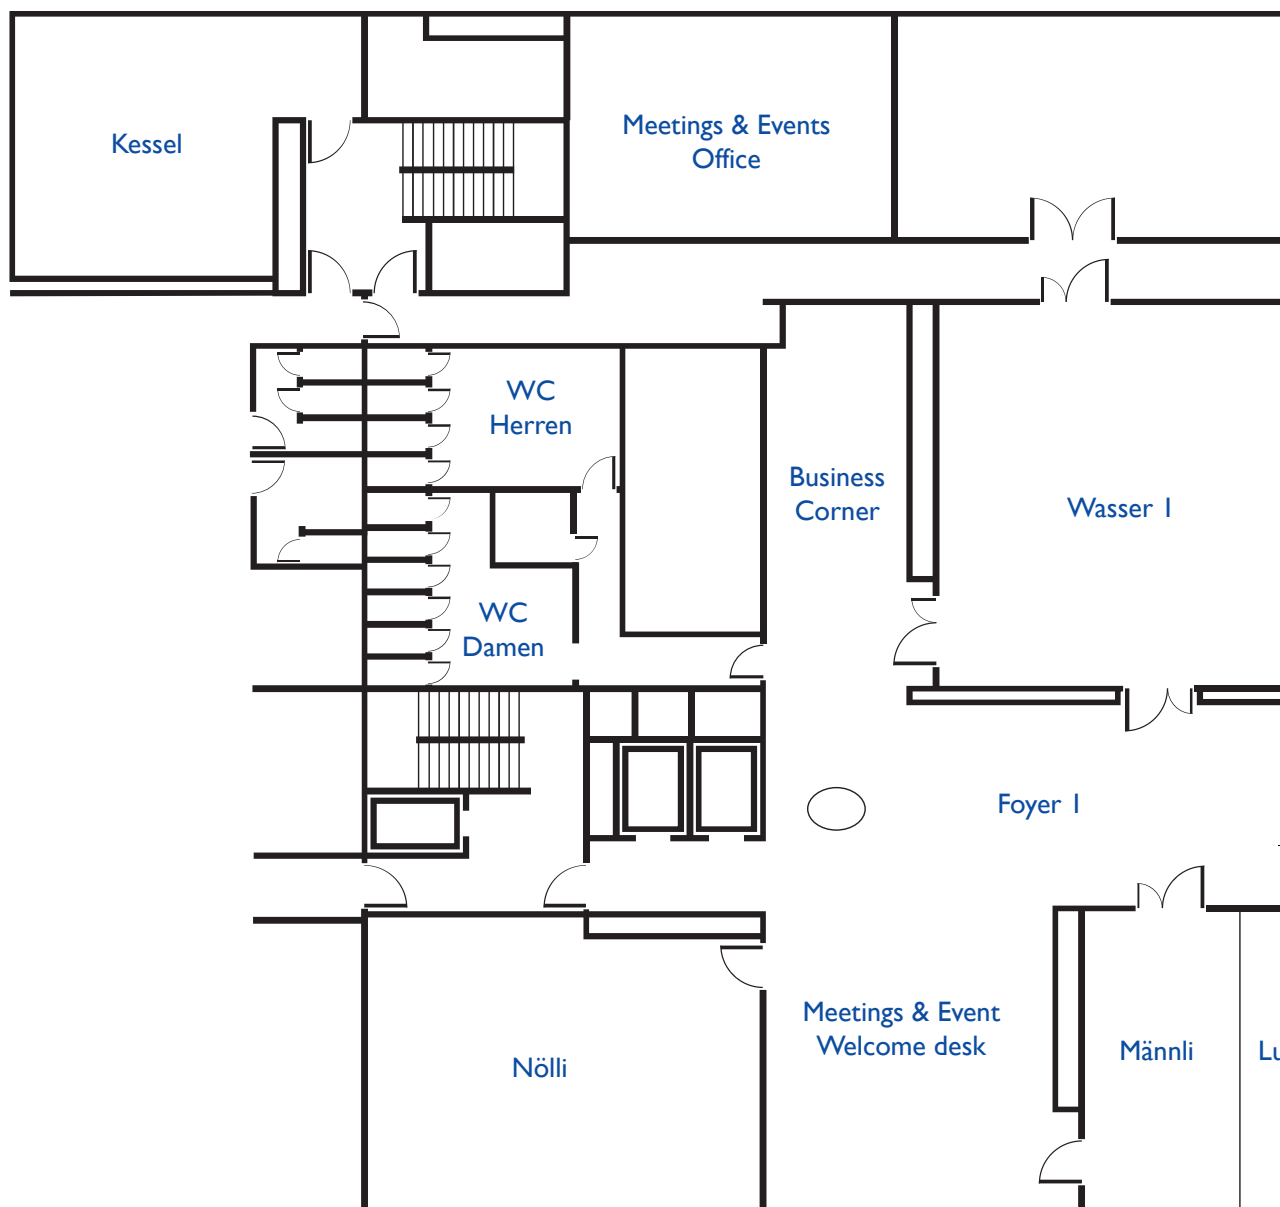 Kessel
Meetings & Events
Office
WC
Herren
Business
Corner
Wasser 1
WC
Damen
Foyer 1
Meetings & Event
Welcome desk
Männli
Lu
Nölli